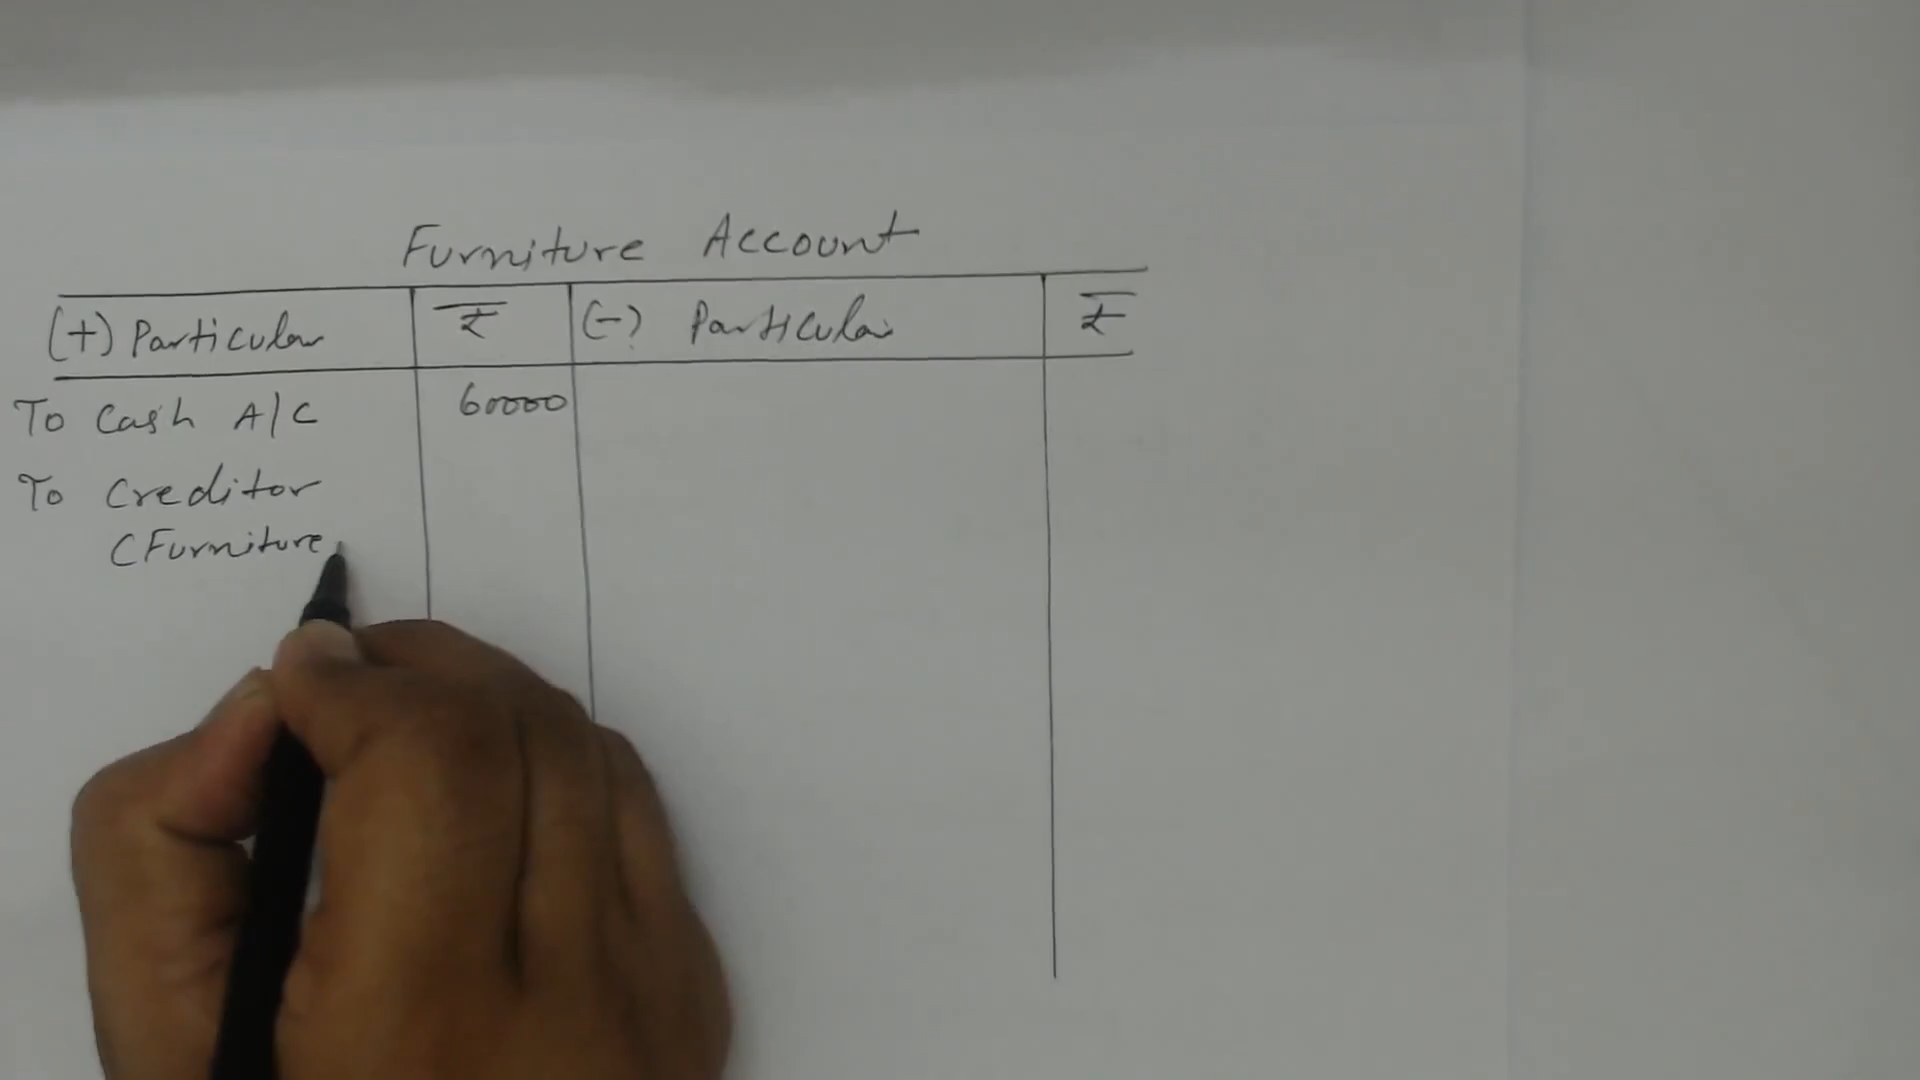 Furniture Account
(+) Particular ₹ (-) Particular ₹
To Cash A/C 60000
To Creditor
(Furniture